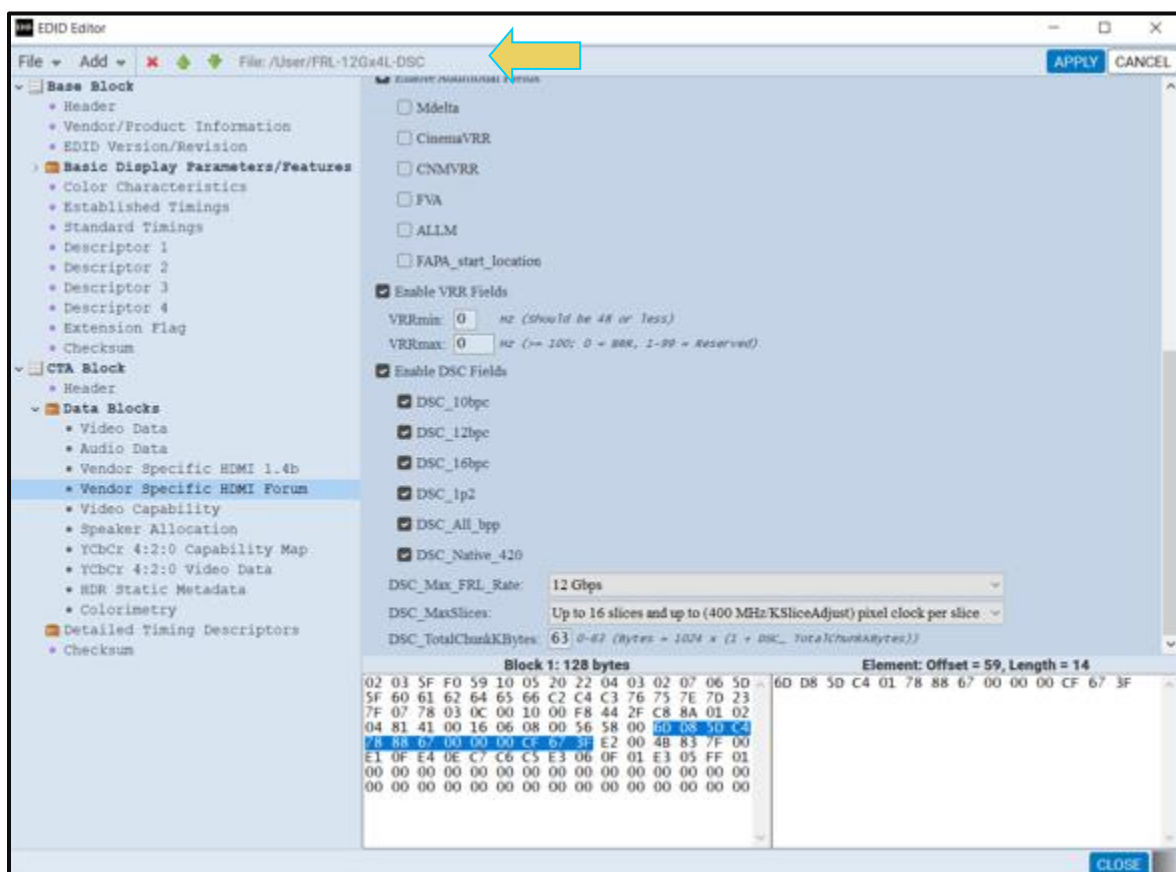 EDID Editor
File Add File: /User/FRL-12Gx4L-DSC APPLY CANCEL
Base Block
Header
Vendor/Product Information
EDID Version/Revision
Basic Display Parameters/Features
Color Characteristics
Established Timings
Standard Timings
Descriptor 1
Descriptor 2
Descriptor 3
Descriptor 4
Extension Flag
Checksum
CTA Block
Header
Data Blocks
Video Data
Audio Data
Vendor Specific HDMI 1.4b
Vendor Specific HDMI Forum
Video Capability
Speaker Allocation
YCbCr 4:2:0 Capability Map
YCbCr 4:2:0 Video Data
HDR Static Metadata
Colorimetry
Detailed Timing Descriptors
Checksum
Enable Additional Fields
Mdelta
CinemaVRR
CNMVRR
FVA
ALLM
FAPA_start_location
Enable VRR Fields
VRRmin: 0 Hz (Should be 48 or less)
VRRmax: 0 Hz (>= 100; 0 = BRR, 1-99 = Reserved)
Enable DSC Fields
DSC_10bpc
DSC_12bpc
DSC_16bpc
DSC_1p2
DSC_All_bpp
DSC_Native_420
DSC_Max_FRL_Rate: 12 Gbps
DSC_MaxSlices: Up to 16 slices and up to (400 MHz/KSliceAdjust) pixel clock per slice
DSC_TotalChunkKBytes: 63 0-63 (Bytes = 1024 x (1 + DSC_ TotalChunkKBytes))
Block 1: 128 bytes
02 03 5F F0 59 10 05 20 22 04 03 02 07 06 5D
5F 60 61 62 64 65 66 C2 C4 C3 76 75 7E 7D 23
7F 07 78 03 0C 00 10 00 F8 44 2F C8 8A 01 02
04 81 41 00 16 06 08 00 56 58 00 6D D8 5D C4
78 88 67 00 00 00 CF 67 3F E2 00 4B 83 7F 00
E1 0F E4 0E C7 C6 C5 E3 06 0F 01 E3 05 FF 01
00 00 00 00 00 00 00 00 00 00 00 00 00 00 00
00 00 00 00 00 00 00 00 00 00 00 00 00 00 00
Element: Offset = 59, Length = 14
6D D8 5D C4 01 78 88 67 00 00 00 CF 67 3F
CLOSE